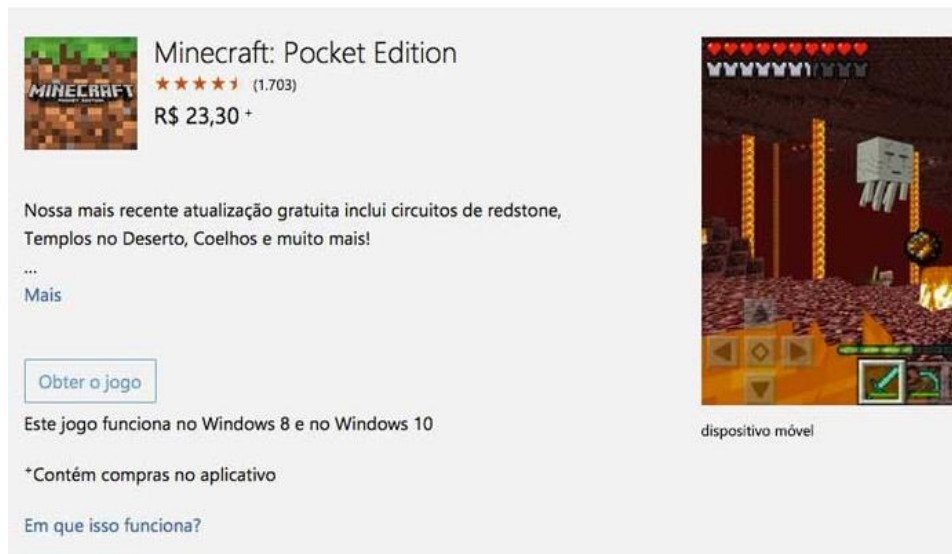 MINECRAFT
POCKET EDITION
Minecraft: Pocket Edition
(1.703)
R$ 23,30 +
Nossa mais recente atualização gratuita inclui circuitos de redstone,
Templos no Deserto, Coelhos e muito mais!
...
Mais
Obter o jogo
Este jogo funciona no Windows 8 e no Windows 10
dispositivo móvel
+Contém compras no aplicativo
Em que isso funciona?